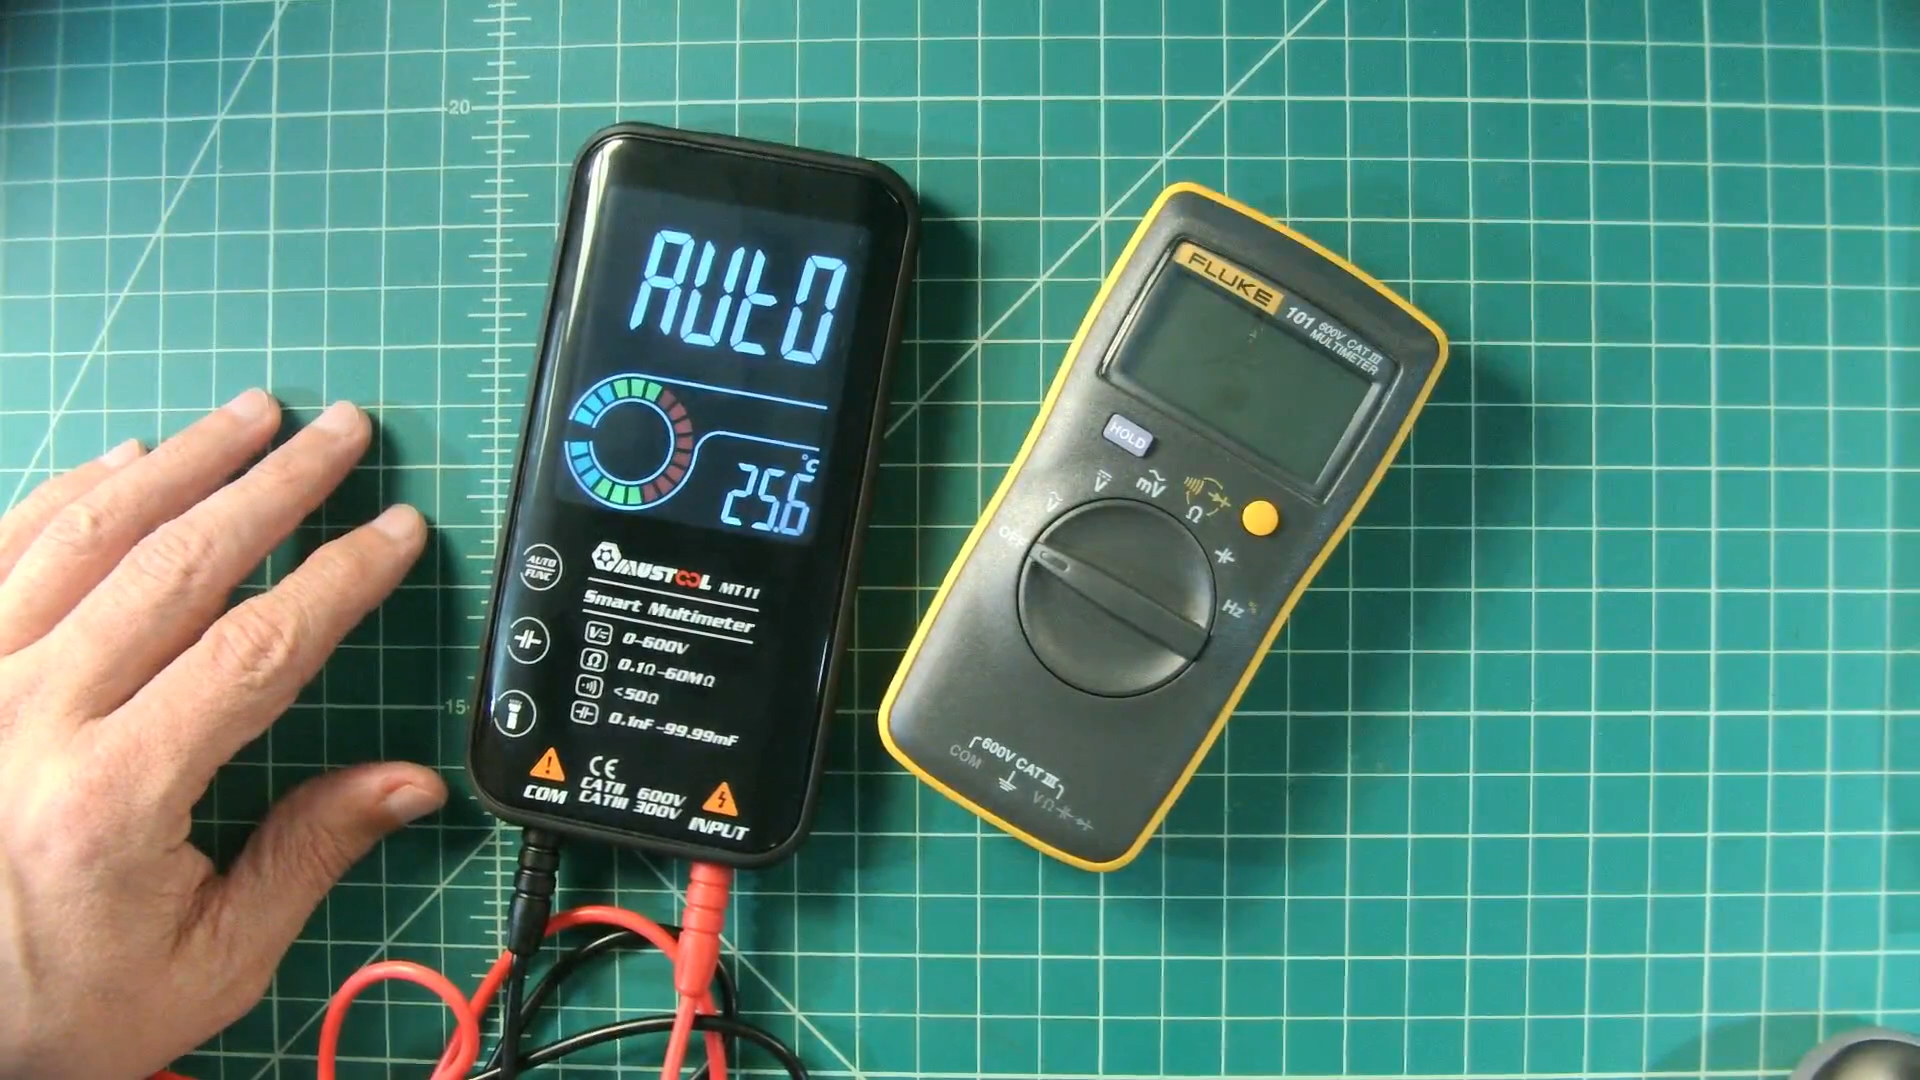 20
15
AUtO
°C
25.6
MUSTOOL MT11
Smart Multimeter
AUTO
FUNC
V 0-600V
Ω 0.1Ω-60MΩ
<50Ω
0.1nF-99.99mF
CE
CATII 600V
CATIII 300V
COM
INPUT
FLUKE
101 600V CAT III
MULTIMETER
HOLD
OFF
V
V
mV
Ω
Hz %
600V CAT III
COM
VΩ